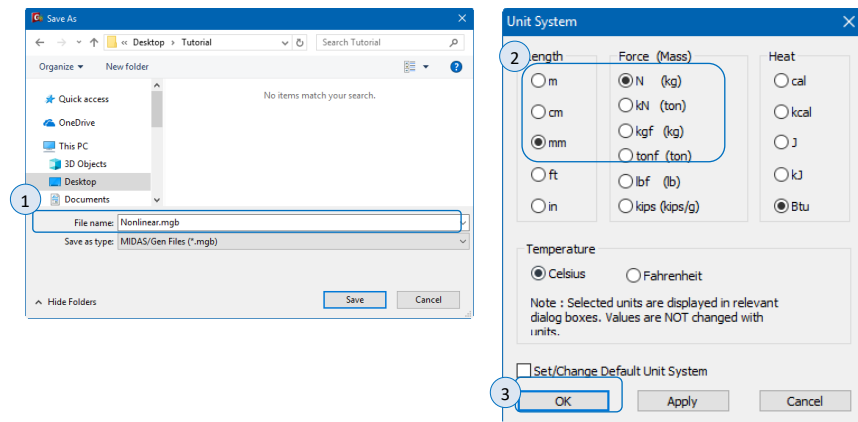 Save As
« Desktop › Tutorial
Search Tutorial
Organize
New folder
Quick access
OneDrive
This PC
3D Objects
Desktop
Documents
No items match your search.
1
File name: Nonlinear.mgb
Save as type: MIDAS/Gen Files (*.mgb)
Hide Folders
Save
Cancel
Unit System
2
ength
m
cm
mm
ft
in
Force (Mass)
N (kg)
kN (ton)
kgf (kg)
tonf (ton)
lbf (lb)
kips (kips/g)
Heat
cal
kcal
J
kJ
Btu
Temperature
Celsius
Fahrenheit
Note : Selected units are displayed in relevant
dialog boxes. Values are NOT changed with
units.
Set/Change Default Unit System
3
OK
Apply
Cancel